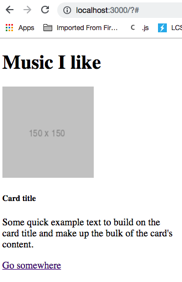 localhost:3000/?#
Apps Imported From Fir... C .js LCS
Music I like
150 x 150
Card title
Some quick example text to build on the
card title and make up the bulk of the card's
content.
Go somewhere